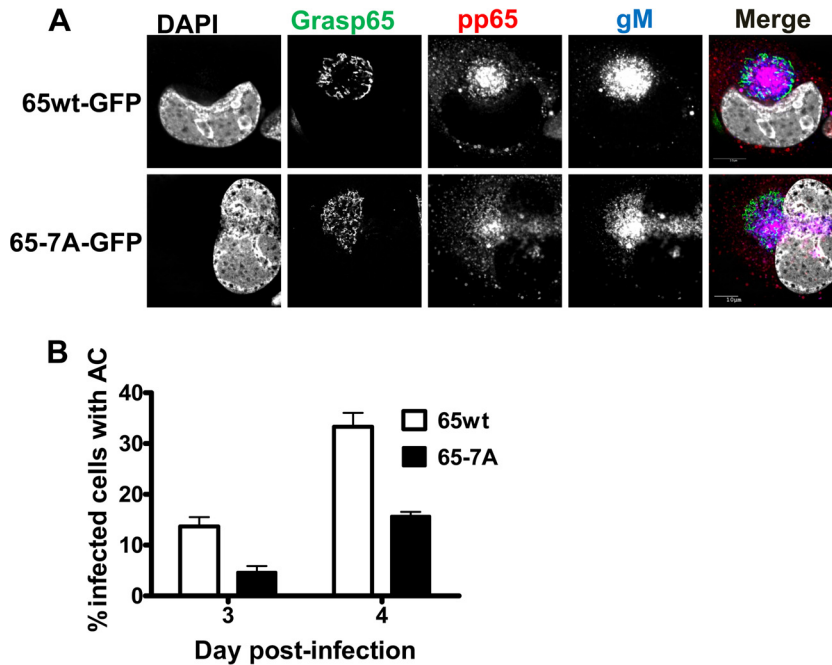 A
DAPI Grasp65 pp65 gM Merge
65wt-GFP
65-7A-GFP
10µm
B
% infected cells with AC
40
30
20
10
0
65wt
65-7A
3 4
Day post-infection